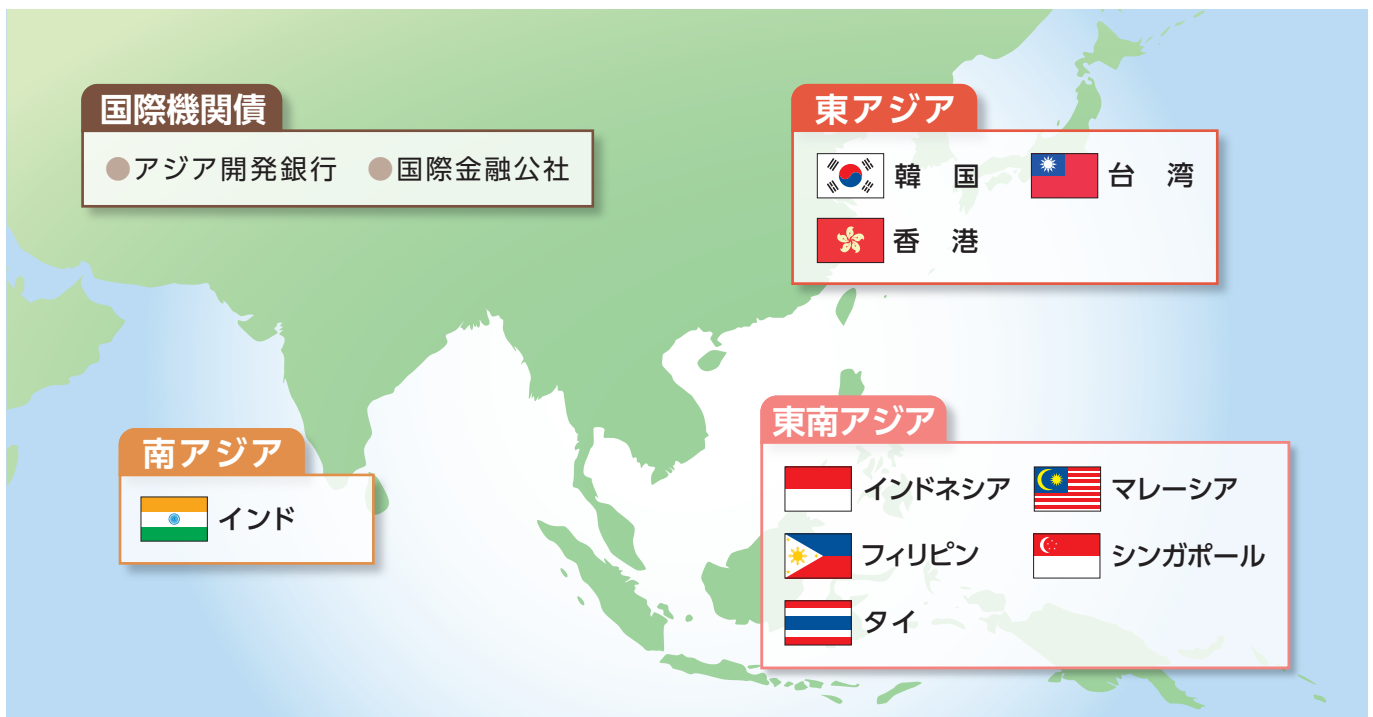 国際機関債
●アジア開発銀行 ●国際金融公社
東アジア
韓 国 台 湾
香 港
南アジア
インド
東南アジア
インドネシア マレーシア
フィリピン シンガポール
タイ